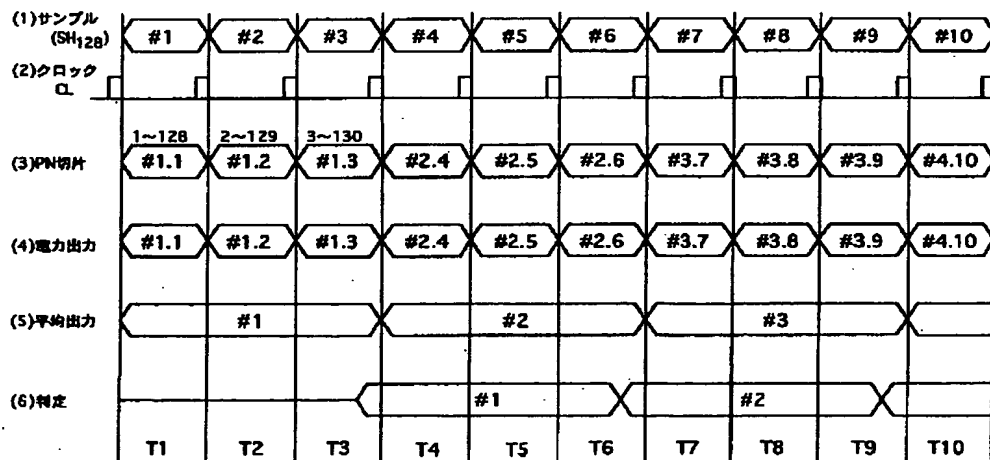 (1)サンプル
(SH128)
#1 #2 #3 #4 #5 #6 #7 #8 #9 #10
(2)クロック
CL
1~128 2~129 3~130
(3)PN切片
#1.1 #1.2 #1.3 #2.4 #2.5 #2.6 #3.7 #3.8 #3.9 #4.10
(4)電力出力
#1.1 #1.2 #1.3 #2.4 #2.5 #2.6 #3.7 #3.8 #3.9 #4.10
(5)平均出力
#1 #2 #3
(6)判定
#1 #2
T1 T2 T3 T4 T5 T6 T7 T8 T9 T10